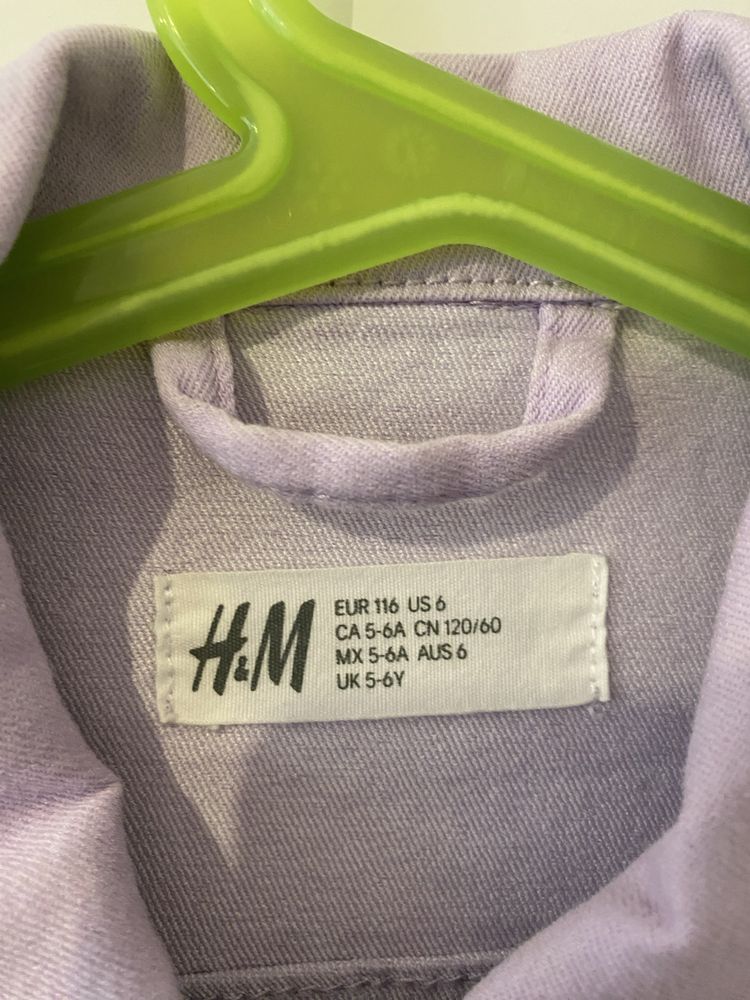 H&M
EUR 116 US 6
CA 5-6A CN 120/60
MX 5-6A AUS 6
UK 5-6Y